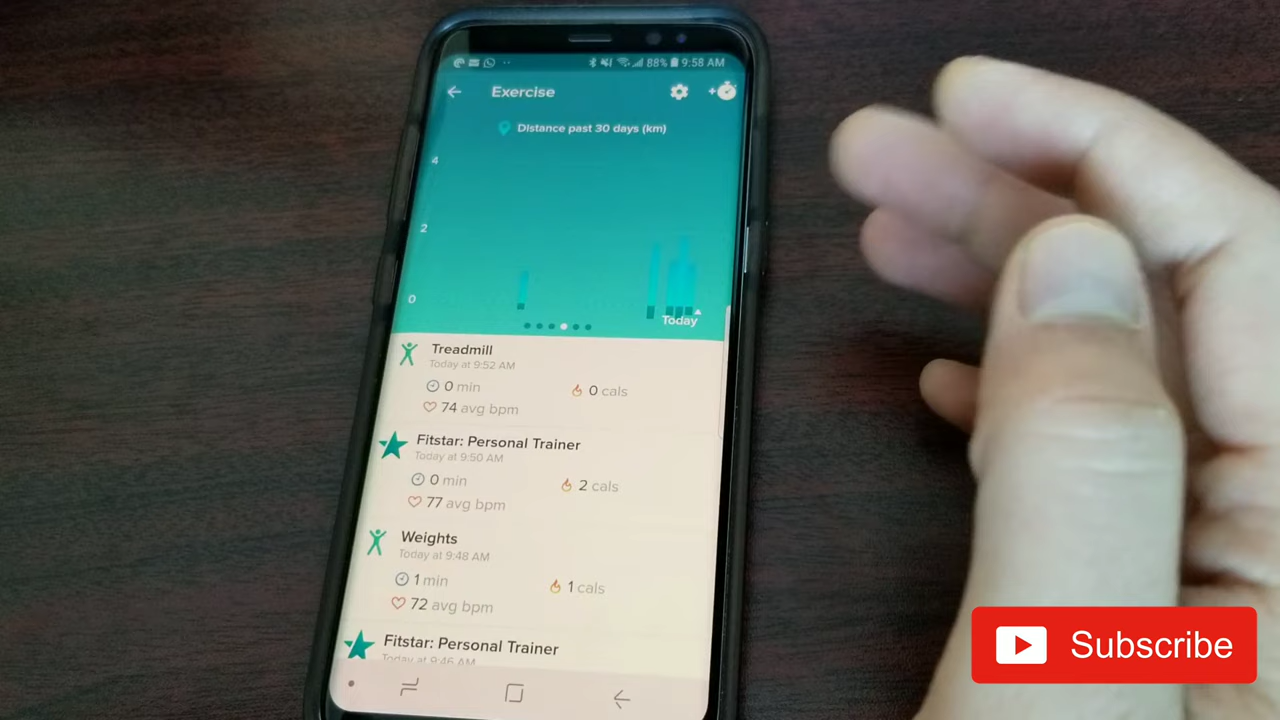 88% 9:58 AM
Exercise
Distance past 30 days (km)
4
2
0
Today
Treadmill
Today at 9:52 AM
0 min
0 cals
74 avg bpm
Fitstar: Personal Trainer
Today at 9:50 AM
0 min
2 cals
77 avg bpm
Weights
Today at 9:48 AM
1 min
1 cals
72 avg bpm
Fitstar: Personal Trainer
Today at 9:46 AM
Subscribe